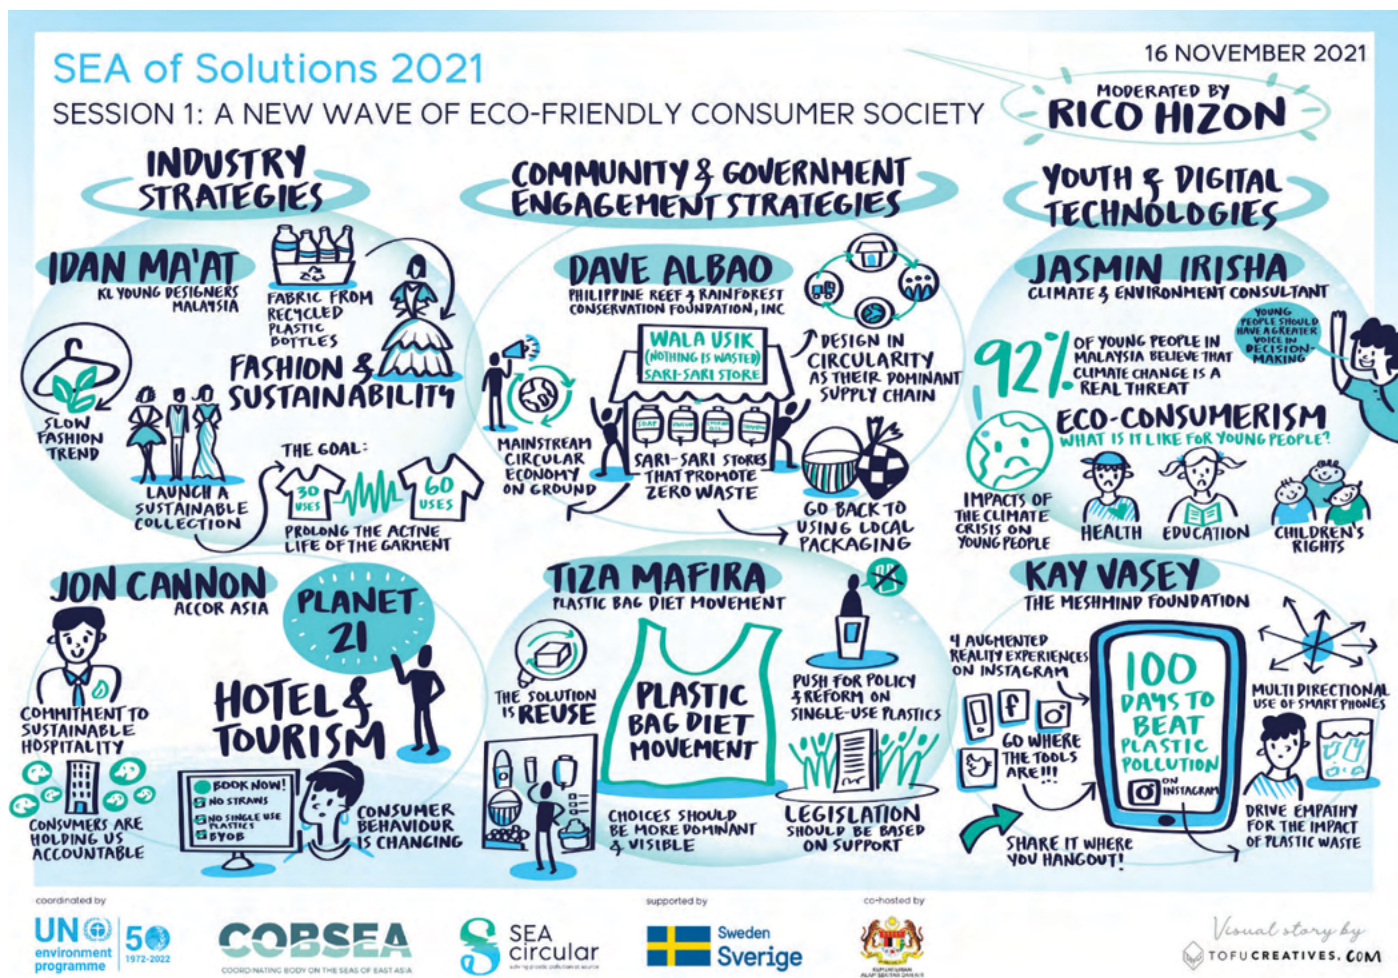 SEA of Solutions 2021
16 NOVEMBER 2021
SESSION 1: A NEW WAVE OF ECO-FRIENDLY CONSUMER SOCIETY
MODERATED BY
RICO HIZON
INDUSTRY
STRATEGIES
IDAN MA'AT
KL YOUNG DESIGNERS
MALAYSIA
FABRIC FROM
RECYCLED
PLASTIC
BOTTLES
FASHION &
SUSTAINABILITY
SLOW
FASHION
TREND
LAUNCH A
SUSTAINABLE
COLLECTION
THE GOAL:
30
USES
60
USES
PROLONG THE ACTIVE
LIFE OF THE GARMENT
JON CANNON
ACCOR ASIA
PLANET
21
HOTEL &
TOURISM
COMMITMENT TO
SUSTAINABLE
HOSPITALITY
CONSUMERS ARE
HOLDING US
ACCOUNTABLE
BOOK NOW!
NO STRAWS
NO SINGLE USE
PLASTICS
BYOB
CONSUMER
BEHAVIOUR
IS CHANGING
COMMUNITY & GOVERNMENT
ENGAGEMENT STRATEGIES
DAVE ALBAO
PHILIPPINE REEF & RAINFOREST
CONSERVATION FOUNDATION, INC
WALA USIK
(NOTHING IS WASTED)
SARI-SARI STORE
SOAP
MAINSTREAM
CIRCULAR
ECONOMY
ON GROUND
SARI-SARI STORES
THAT PROMOTE
ZERO WASTE
DESIGN IN
CIRCULARITY
AS THEIR DOMINANT
SUPPLY CHAIN
GO BACK TO
USING LOCAL
PACKAGING
TIZA MAFIRA
PLASTIC BAG DIET MOVEMENT
THE SOLUTION
IS REUSE
PLASTIC
BAG DIET
MOVEMENT
CHOICES SHOULD
BE MORE DOMINANT
& VISIBLE
PUSH FOR POLICY
& REFORM ON
SINGLE-USE PLASTICS
LEGISLATION
SHOULD BE BASED
ON SUPPORT
YOUTH & DIGITAL
TECHNOLOGIES
JASMIN IRISHA
CLIMATE & ENVIRONMENT CONSULTANT
92%
OF YOUNG PEOPLE IN
MALAYSIA BELIEVE THAT
CLIMATE CHANGE IS A
REAL THREAT
YOUNG
PEOPLE SHOULD
HAVE A GREATER
VOICE IN
DECISION-
MAKING
ECO-CONSUMERISM
WHAT IS IT LIKE FOR YOUNG PEOPLE?
IMPACTS OF
THE CLIMATE
CRISIS ON
YOUNG PEOPLE
HEALTH
EDUCATION
CHILDREN'S
RIGHTS
KAY VASEY
THE MESHMIND FOUNDATION
4 AUGMENTED
REALITY EXPERIENCES
ON INSTAGRAM
GO WHERE
THE TOOLS
ARE!!!
SHARE IT WHERE
YOU HANGOUT!
100
DAYS TO
BEAT
PLASTIC
POLLUTION
ON
INSTAGRAM
MULTI DIRECTIONAL
USE OF SMART PHONES
DRIVE EMPATHY
FOR THE IMPACT
OF PLASTIC WASTE
coordinated by
UN
environment
programme
50
1972-2022
COBSEA
COORDINATING BODY ON THE SEAS OF EAST ASIA
SEA
circular
solving plastic pollution at source
supported by
Sweden
Sverige
co-hosted by
Visual story by
TOFUCREATIVES.COM